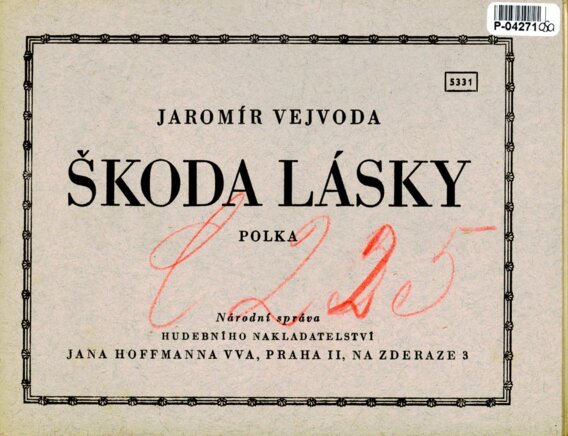 P-04271
5331
JAROMÍR VEJVODA
ŠKODA LÁSKY
POLKA
Národní správa
HUDEBNÍHO NAKLADATELSTVÍ
JANA HOFFMANNA VVA, PRAHA II, NA ZDERAZE 3